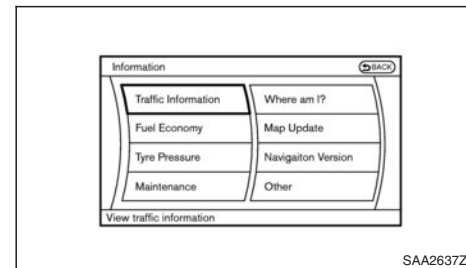 Information
BACK
Traffic Information
Where am I?
Fuel Economy
Map Update
Tyre Pressure
Navigaiton Version
Maintenance
Other
View traffic information
SAA2637Z